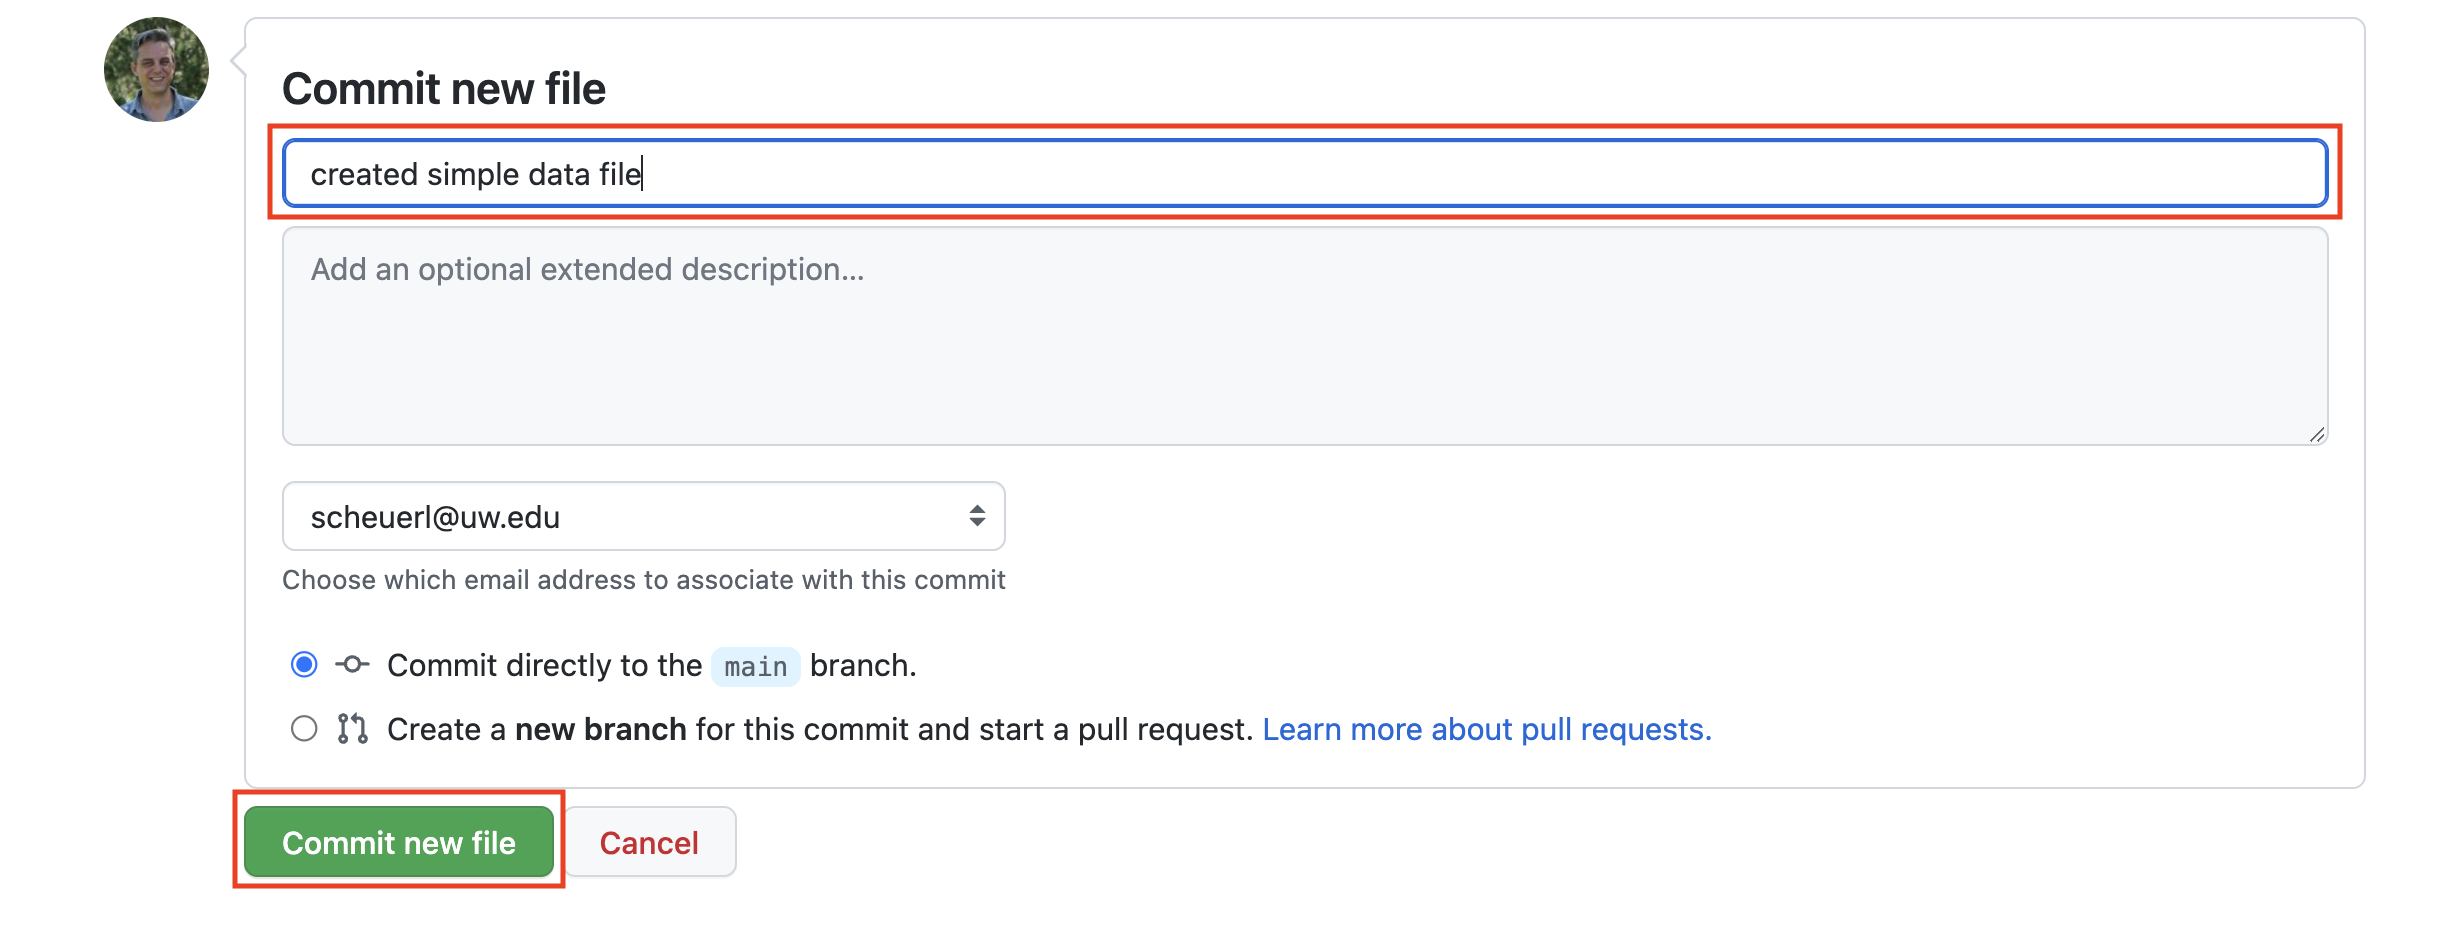 Commit new file
created simple data file
Add an optional extended description...
scheuerl@uw.edu
Choose which email address to associate with this commit
Commit directly to the main branch.
Create a new branch for this commit and start a pull request. Learn more about pull requests.
Commit new file
Cancel